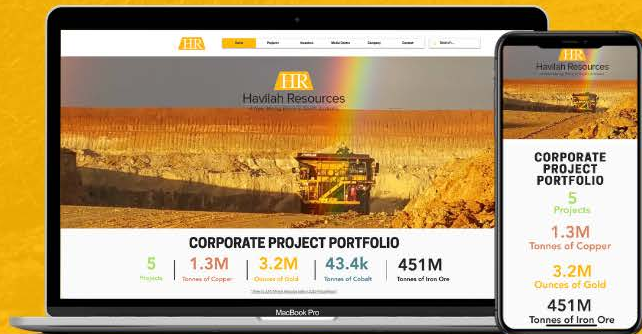 HR
Home Projects Investors Media Centre Company Contact Search...
HR
Havilah Resources
CORPORATE PROJECT PORTFOLIO
5 1.3M 3.2M 43.4k 451M
Projects Tonnes of Copper Ounces of Gold Tonnes of Cobalt Tonnes of Iron Ore
MacBook Pro
HR
Havilah Resources
CORPORATE
PROJECT
PORTFOLIO
5
Projects
1.3M
Tonnes of Copper
3.2M
Ounces of Gold
451M
Tonnes of Iron Ore